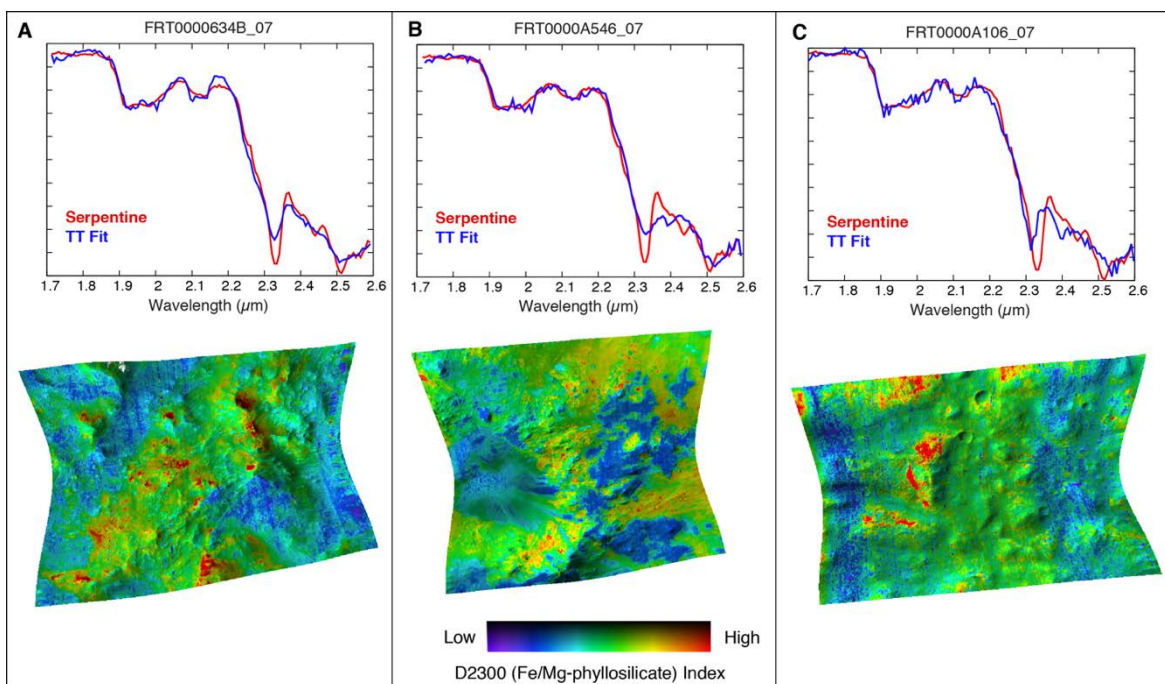 A
FRT0000634B_07
Serpentine
TT Fit
1.7 1.8 1.9 2 2.1 2.2 2.3 2.4 2.5 2.6
Wavelength (μm)
B
FRT0000A546_07
Serpentine
TT Fit
1.7 1.8 1.9 2 2.1 2.2 2.3 2.4 2.5 2.6
Wavelength (μm)
C
FRT0000A106_07
Serpentine
TT Fit
1.7 1.8 1.9 2 2.1 2.2 2.3 2.4 2.5 2.6
Wavelength (μm)
Low High
D2300 (Fe/Mg-phyllosilicate) Index